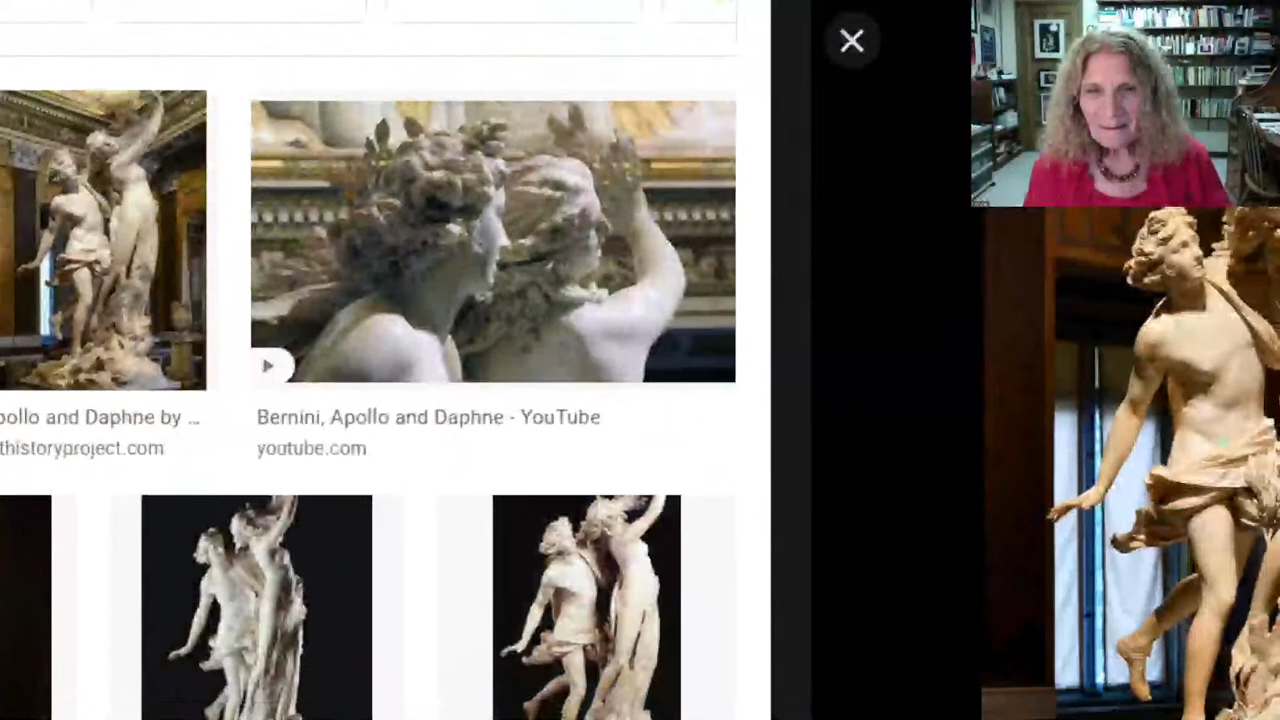 pollo and Daphne by ...
thistoryproject.com
Bernini, Apollo and Daphne - YouTube
youtube.com